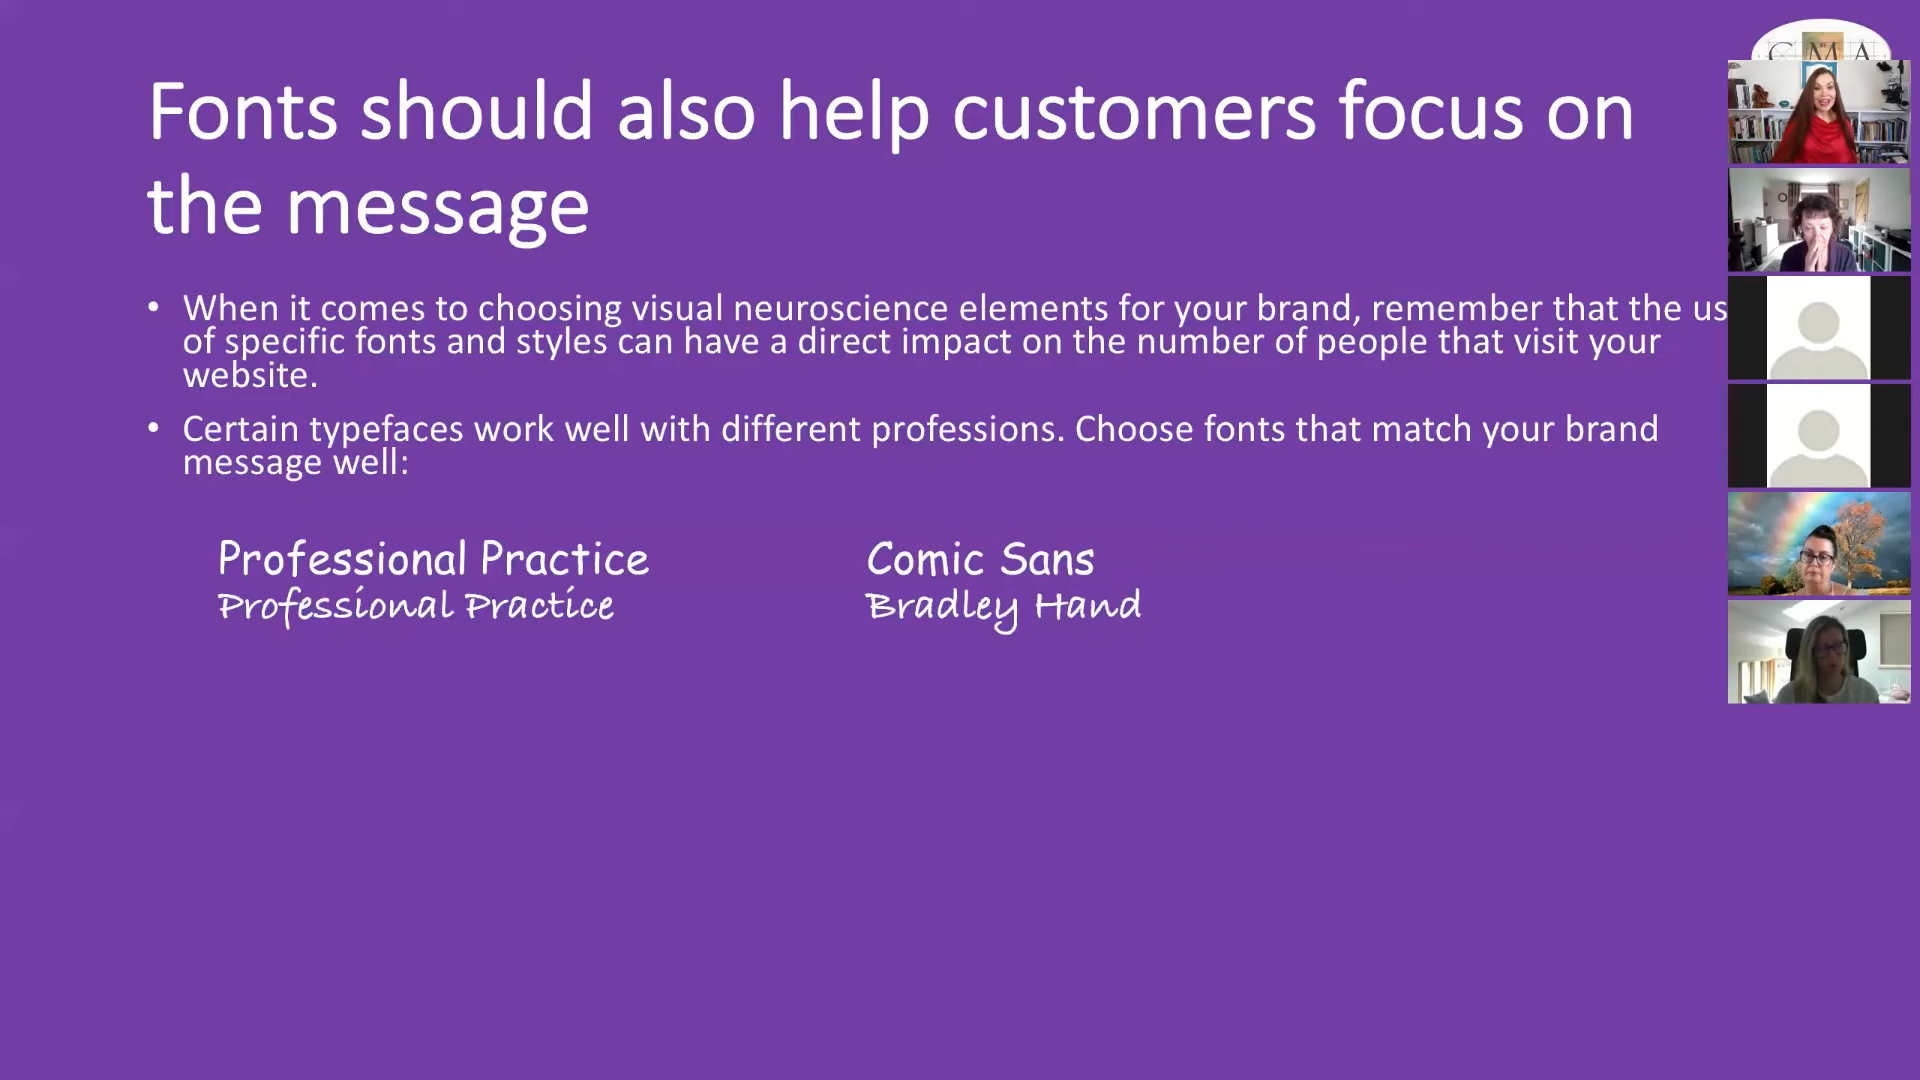 CMA
Fonts should also help customers focus on
the message
• When it comes to choosing visual neuroscience elements for your brand, remember that the us
of specific fonts and styles can have a direct impact on the number of people that visit your
website.
• Certain typefaces work well with different professions. Choose fonts that match your brand
message well:
Professional Practice Comic Sans
Professional Practice Bradley Hand